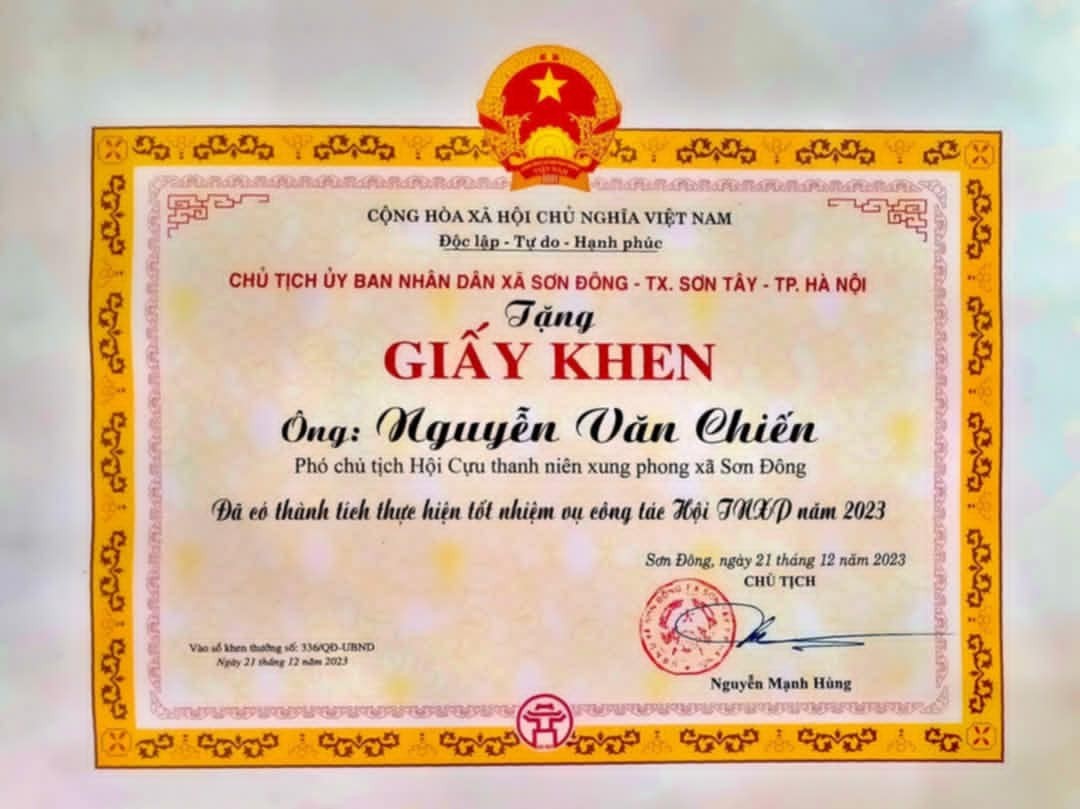 VIỆT NAM
CỘNG HÒA XÃ HỘI CHỦ NGHĨA VIỆT NAM
Độc lập - Tự do - Hạnh phúc
CHỦ TỊCH ỦY BAN NHÂN DÂN XÃ SƠN ĐÔNG - TX. SƠN TÂY - TP. HÀ NỘI
Tặng
GIẤY KHEN
Ông: Nguyễn Văn Chiến
Phó chủ tịch Hội Cựu thanh niên xung phong xã Sơn Đông
Đã có thành tích thực hiện tốt nhiệm vụ công tác Hội TNXP năm 2023
Sơn Đông, ngày 21 tháng 12 năm 2023
CHỦ TỊCH
Vào sổ khen thưởng số: 336/QĐ-UBND
Ngày 21 tháng 12 năm 2023
Nguyễn Mạnh Hùng